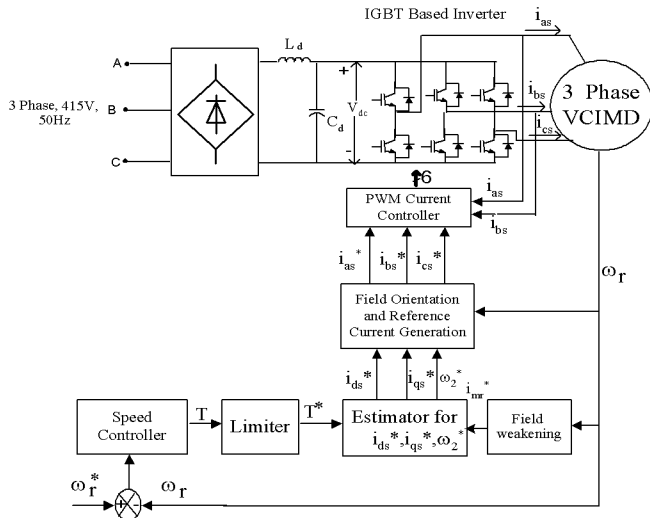 IGBT Based Inverter
i_as
L_d
A
+
i_bs
3 Phase
VCIMD
3 Phase, 415V,
50Hz
B
C_d
V_dc
i_cs
C
-
6
i_as
PWM Current
Controller
i_bs
i_as* i_bs* i_cs*
ω_r
Field Orientation
and Reference
Current Generation
i_ds* i_qs* ω_2* i_mr*
Speed
Controller
T
Limiter
T*
Estimator for
i_ds*,i_qs*,ω_2*
Field
weakening
ω_r* + - ω_r